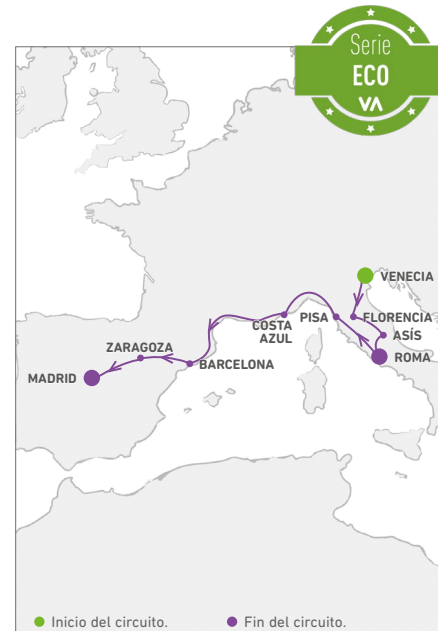 Serie
ECO
VA
VENECIA
FLORENCIA
PISA
COSTA
AZUL
ASÍS
ROMA
ZARAGOZA
BARCELONA
MADRID
Inicio del circuito.
Fin del circuito.